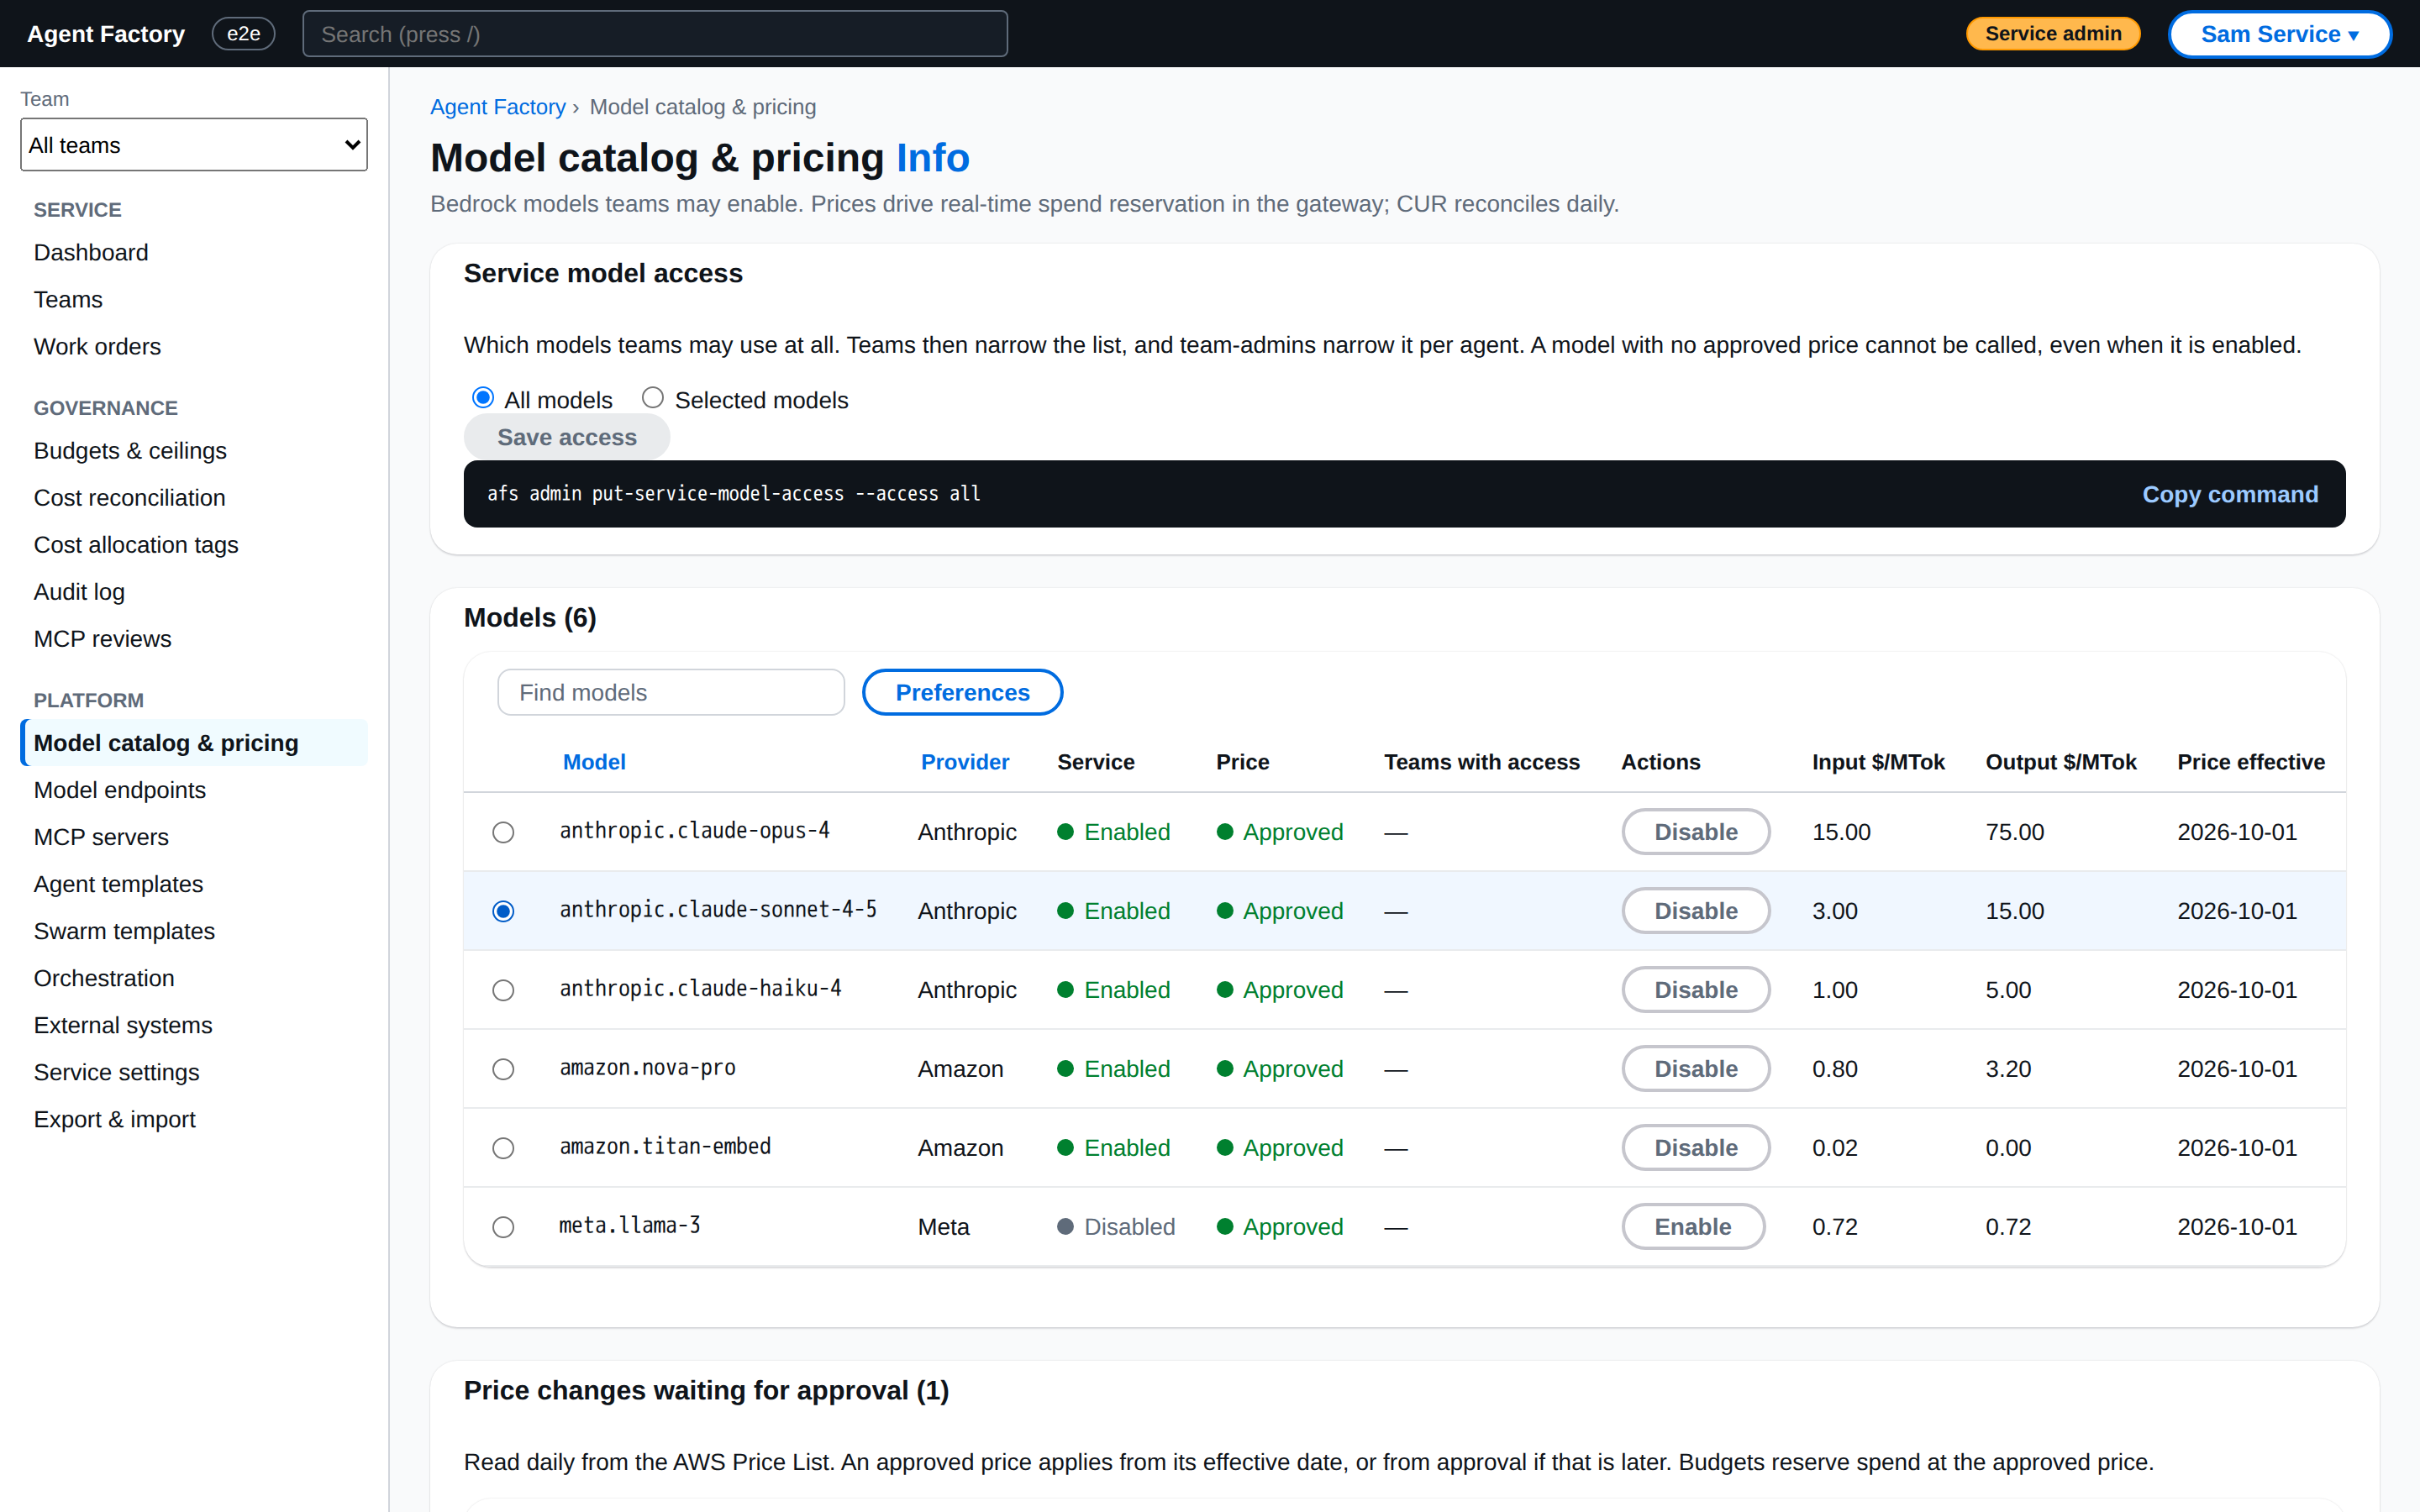 Agent Factory e2e Search (press /) Service admin Sam Service ▾
Team
All teams
SERVICE
Dashboard
Teams
Work orders
GOVERNANCE
Budgets & ceilings
Cost reconciliation
Cost allocation tags
Audit log
MCP reviews
PLATFORM
Model catalog & pricing
Model endpoints
MCP servers
Agent templates
Swarm templates
Orchestration
External systems
Service settings
Export & import
Agent Factory › Model catalog & pricing
Model catalog & pricing Info
Bedrock models teams may enable. Prices drive real-time spend reservation in the gateway; CUR reconciles daily.
Service model access
Which models teams may use at all. Teams then narrow the list, and team-admins narrow it per agent. A model with no approved price cannot be called, even when it is enabled.
All models Selected models
Save access
afs admin put-service-model-access --access all Copy command
Models (6)
Find models Preferences
Model Provider Service Price Teams with access Actions Input $/MTok Output $/MTok Price effective
anthropic.claude-opus-4 Anthropic Enabled Approved — Disable 15.00 75.00 2026-10-01
anthropic.claude-sonnet-4-5 Anthropic Enabled Approved — Disable 3.00 15.00 2026-10-01
anthropic.claude-haiku-4 Anthropic Enabled Approved — Disable 1.00 5.00 2026-10-01
amazon.nova-pro Amazon Enabled Approved — Disable 0.80 3.20 2026-10-01
amazon.titan-embed Amazon Enabled Approved — Disable 0.02 0.00 2026-10-01
meta.llama-3 Meta Disabled Approved — Enable 0.72 0.72 2026-10-01
Price changes waiting for approval (1)
Read daily from the AWS Price List. An approved price applies from its effective date, or from approval if that is later. Budgets reserve spend at the approved price.